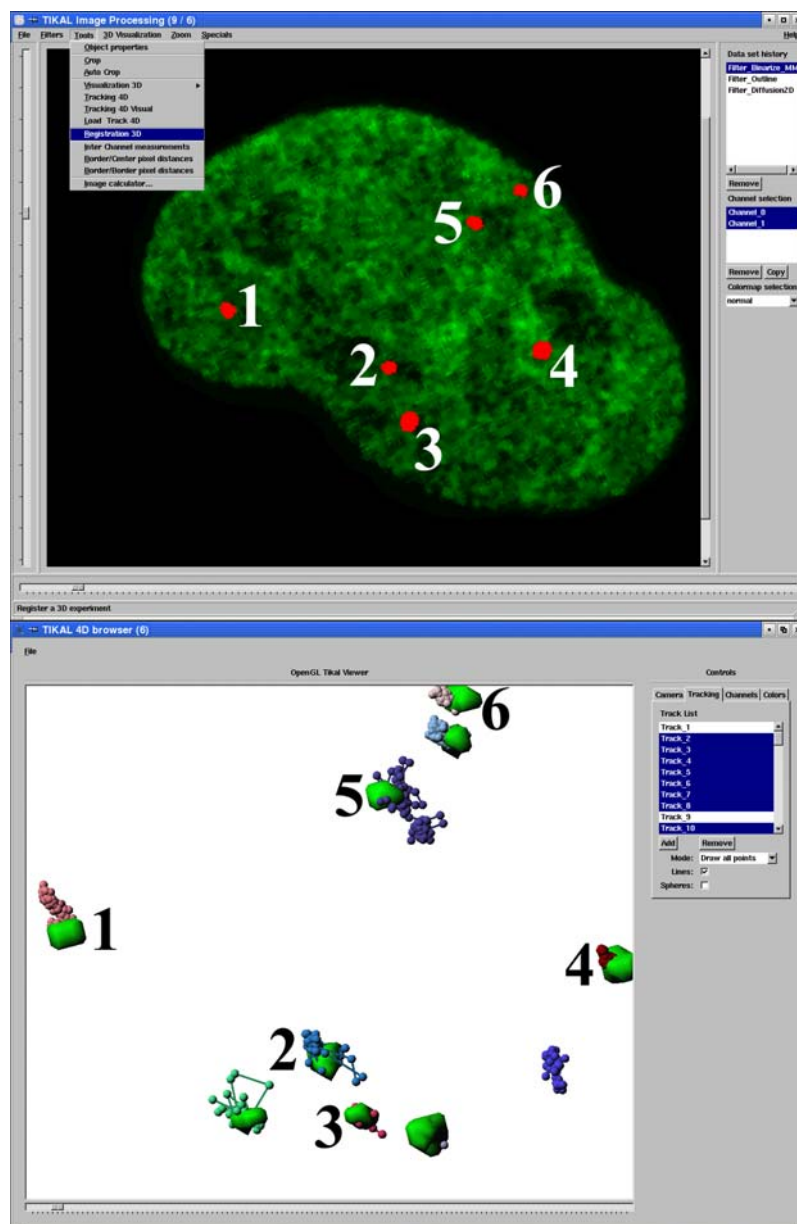 TIKAL Image Processing (9 / 6)
File Filters Tools 3D Visualization Zoom Specials Help
Object properties
Crop
Auto Crop
Visualization 3D
Tracking 4D
Tracking 4D Visual
Load Track 4D
Registration 3D
Inter Channel measurements
Border/Center pixel distances
Border/Border pixel distances
Image calculator...
1
2
3
4
5
6
Data set history
Filter_Binarize_MM
Filter_Outline
Filter_Diffusion2D
Remove
Channel selection
Channel_0
Channel_1
Remove Copy
Colormap selection
normal
Register a 3D experiment
TIKAL 4D browser (6)
File
OpenGL Tikal Viewer
6
5
1
4
2
3
Controls
Camera Tracking Channels Colors
Track List
Track_1
Track_2
Track_3
Track_4
Track_5
Track_6
Track_7
Track_8
Track_9
Track_10
Add Remove
Mode: Draw all points
Lines:
Spheres: